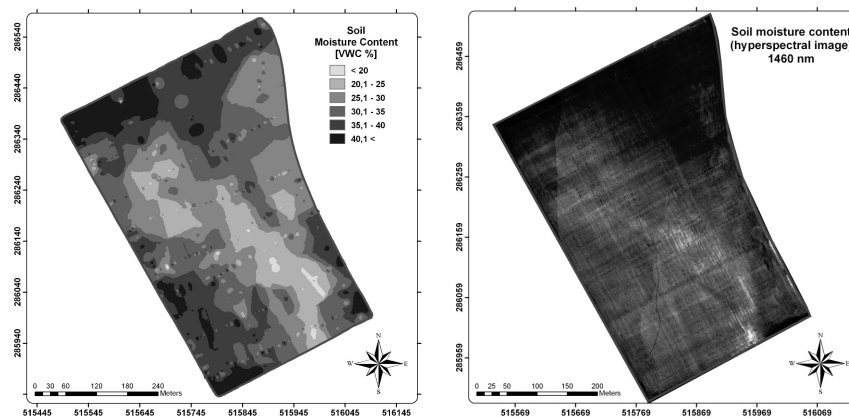 Soil
Moisture Content
[VWC %]
< 20
20,1 - 25
25,1 - 30
30,1 - 35
35,1 - 40
40,1 <
286540
286440
286340
286240
286140
286040
285940
N
W E
S
0 30 60 120 180 240
Meters
515445 515545 515645 515745 515845 515945 516045 516145
Soil moisture content
(hyperspectral image)
1460 nm
286459
286359
286259
286159
286059
285959
N
W E
S
0 25 50 100 150 200
Meters
515569 515669 515769 515869 515969 516069